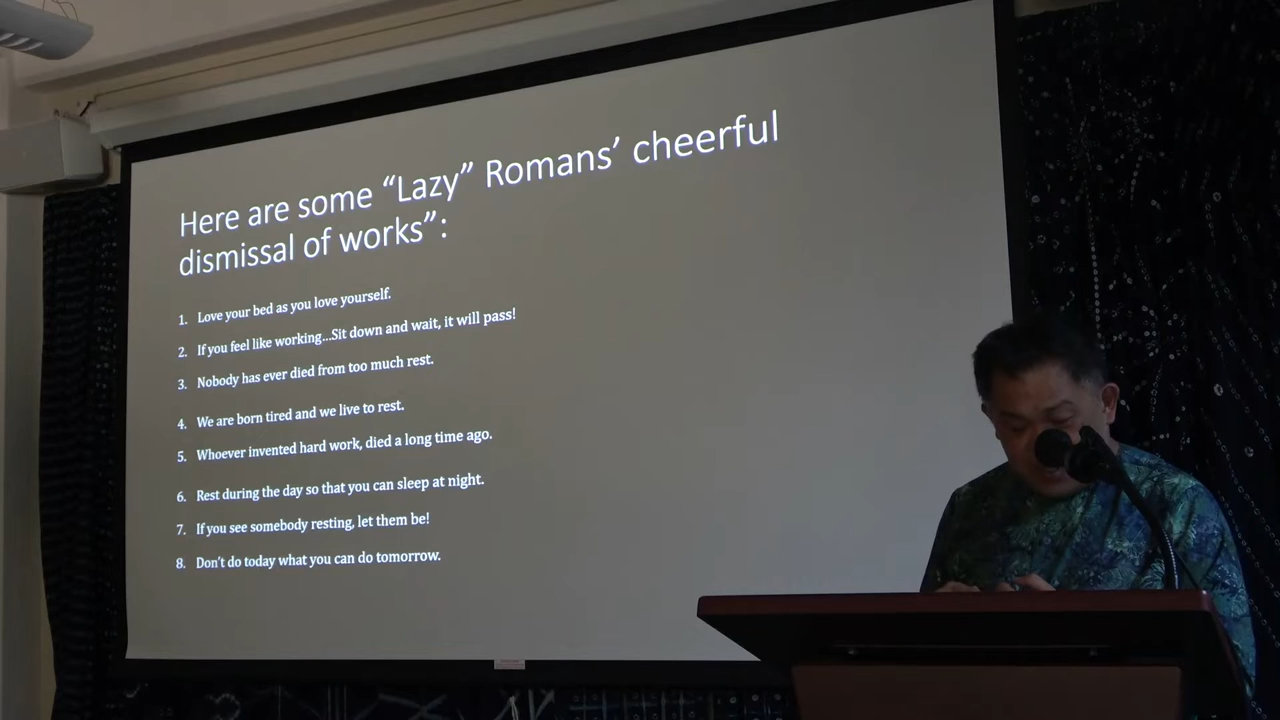 Here are some “Lazy” Romans’ cheerful
dismissal of works”:
1. Love your bed as you love yourself.
2. If you feel like working...Sit down and wait, it will pass!
3. Nobody has ever died from too much rest.
4. We are born tired and we live to rest.
5. Whoever invented hard work, died a long time ago.
6. Rest during the day so that you can sleep at night.
7. If you see somebody resting, let them be!
8. Don’t do today what you can do tomorrow.